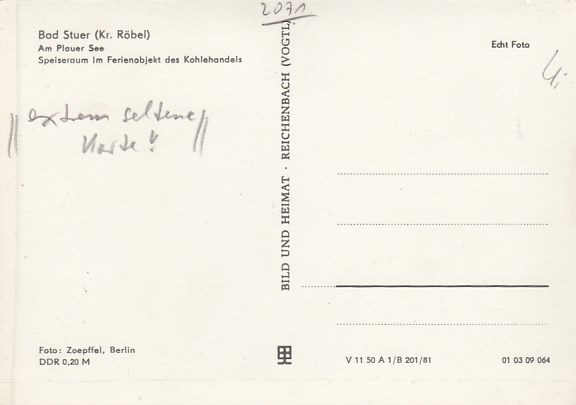 2071
Bad Stuer (Kr. Röbel)
Am Plauer See
Speiseraum im Ferienobjekt des Kohlehandels
Echt Foto
extrem seltene
Karte!
BILD UND HEIMAT · REICHENBACH (VOGTL)
Foto: Zoepffel, Berlin
DDR 0,20 M
V 11 50 A 1/B 201/81
01 03 09 064